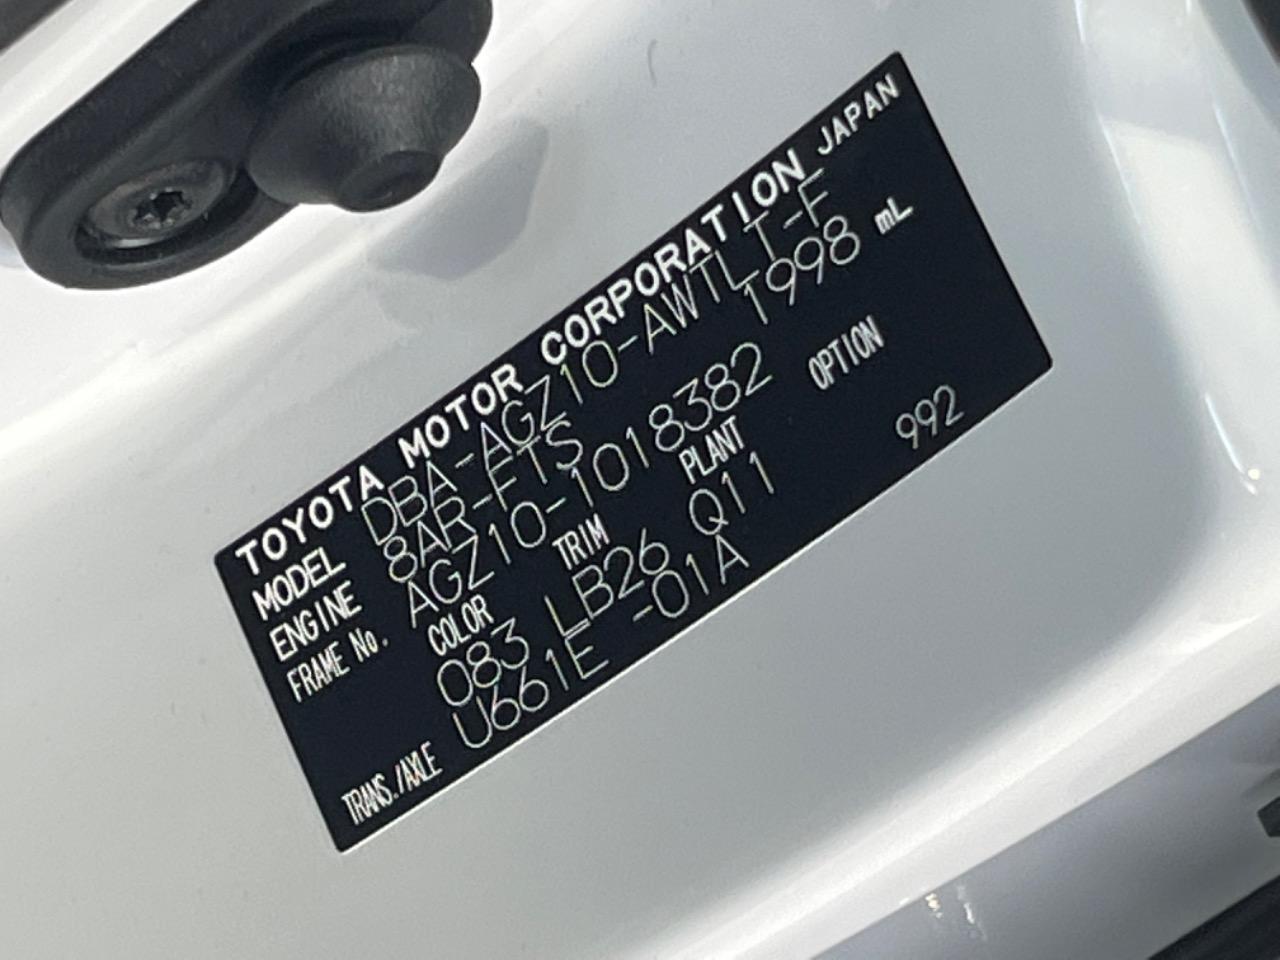 TOYOTA MOTOR CORPORATION JAPAN
MODEL DBA-AGZ10-AWTLT-F
ENGINE 8AR-FTS 1998 mL
FRAME No. AGZ10-1018382
COLOR TRIM PLANT OPTION
083 LB26 Q11 992
TRANS./AXLE U661E -01A